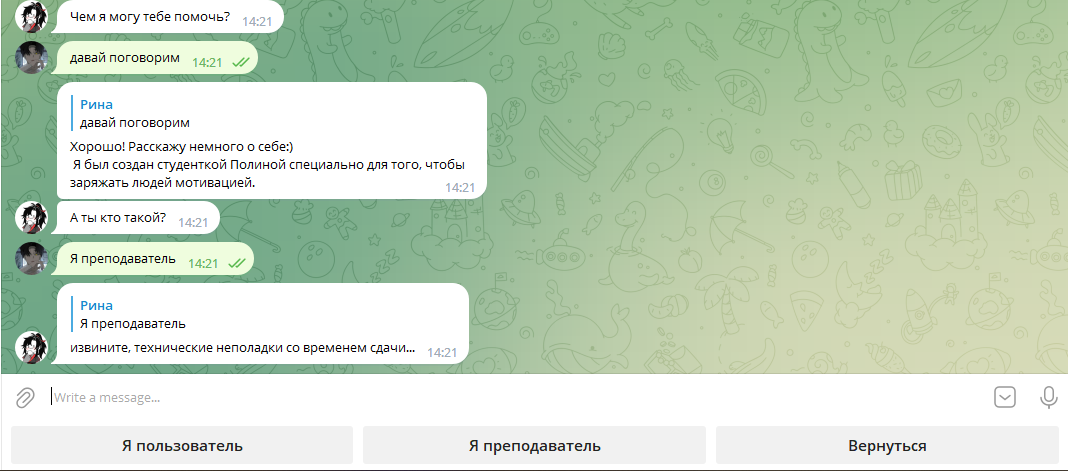 Чем я могу тебе помочь? 14:21
давай поговорим 14:21
Рина
давай поговорим
Хорошо! Расскажу немного о себе:)
Я был создан студенткой Полиной специально для того, чтобы
заряжать людей мотивацией. 14:21
А ты кто такой? 14:21
Я преподаватель 14:21
Рина
Я преподаватель
извините, технические неполадки со временем сдачи... 14:21
Write a message...
Я пользователь Я преподаватель Вернуться